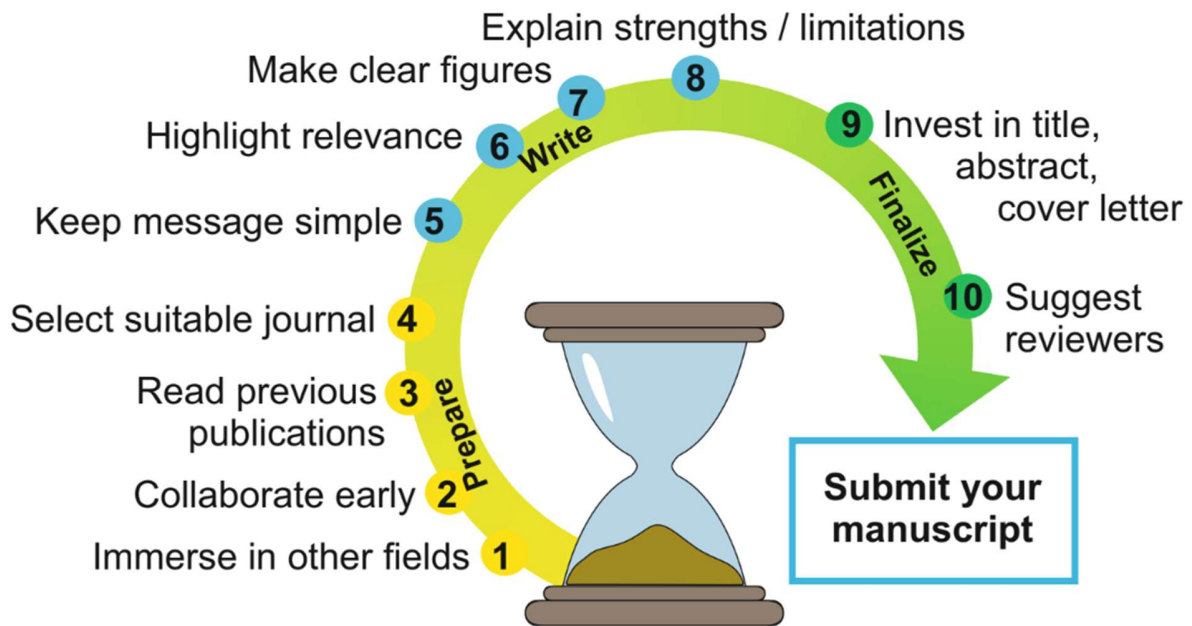 1 Immerse in other fields
2 Collaborate early
3 Read previous
publications
4 Select suitable journal
Prepare
5 Keep message simple
6 Highlight relevance
7 Make clear figures
8 Explain strengths / limitations
Write
9 Invest in title,
abstract,
cover letter
10 Suggest
reviewers
Finalize
Submit your
manuscript